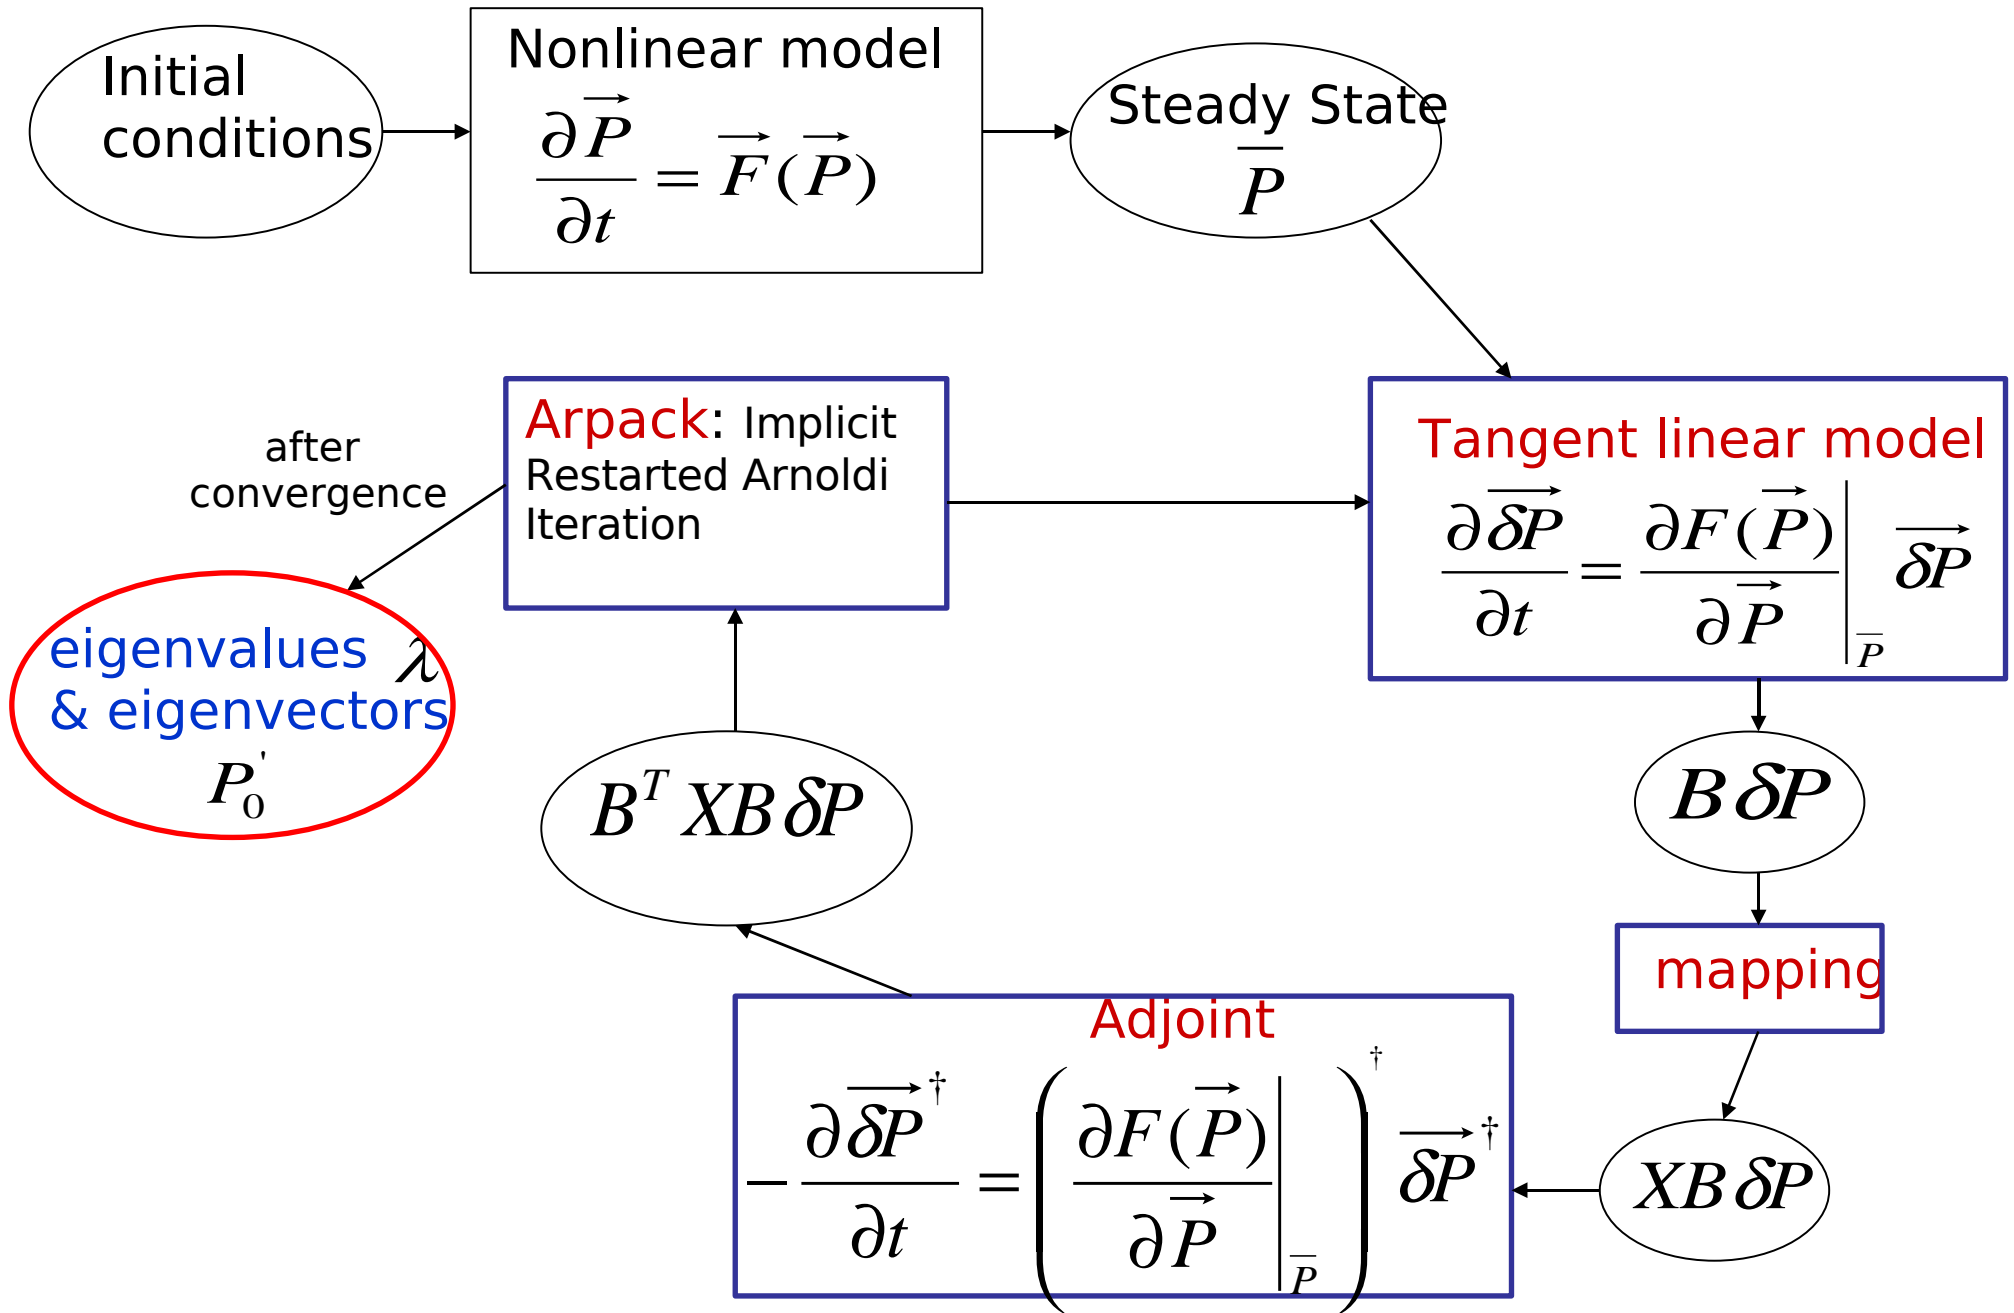 Initial
conditions
Nonlinear model
∂P⃗/∂t = F⃗(P⃗)
Steady State
P̅
after
convergence
Arpack: Implicit
Restarted Arnoldi
Iteration
Tangent linear model
∂δP⃗/∂t = ∂F(P⃗)/∂P⃗ |P̅ δP⃗
eigenvalues λ
& eigenvectors
P₀'
BᵀXBδP
BδP
mapping
Adjoint
−∂δP⃗†/∂t = (∂F(P⃗)/∂P⃗ |P̅)† δP⃗†
XBδP